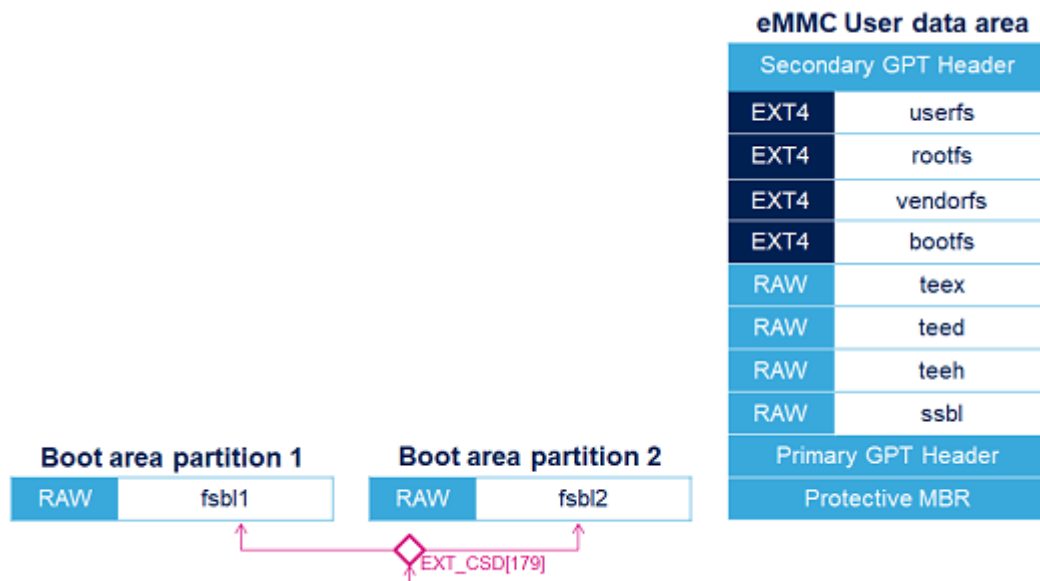 eMMC User data area
Secondary GPT Header
EXT4 userfs
EXT4 rootfs
EXT4 vendorfs
EXT4 bootfs
RAW teex
RAW teed
RAW teeh
RAW ssbl
Primary GPT Header
Protective MBR
Boot area partition 1
RAW fsbl1
Boot area partition 2
RAW fsbl2
EXT_CSD[179]